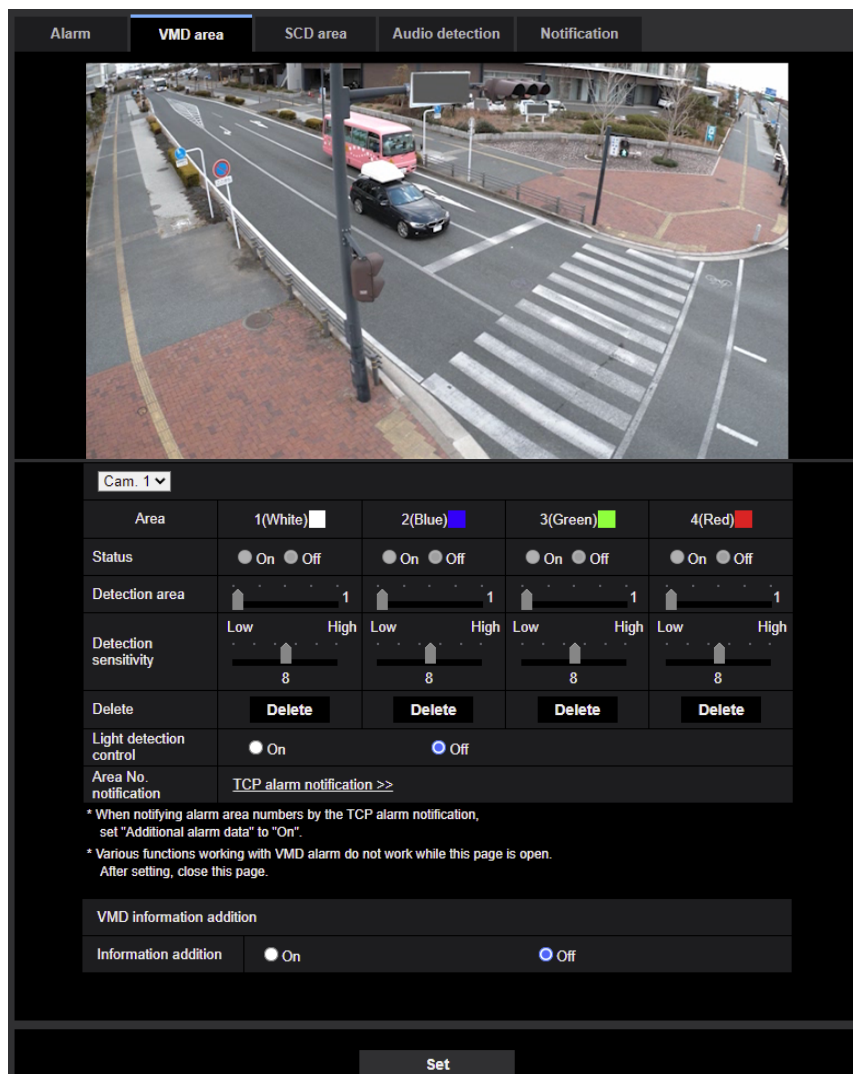 Alarm VMD area SCD area Audio detection Notification
Cam. 1
Area 1(White) 2(Blue) 3(Green) 4(Red)
Status On Off On Off On Off On Off
Detection area 1 1 1 1
Detection sensitivity Low High Low High Low High Low High
8 8 8 8
Delete Delete Delete Delete Delete
Light detection control On Off
Area No. notification TCP alarm notification >>
* When notifying alarm area numbers by the TCP alarm notification,
set "Additional alarm data" to "On".
* Various functions working with VMD alarm do not work while this page is open.
After setting, close this page.
VMD information addition
Information addition On Off
Set